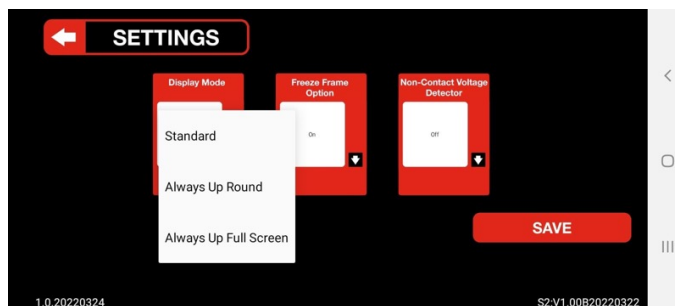 SETTINGS
Display Mode
Freeze Frame
Option
Non-Contact Voltage
Detector
Standard
On
Off
Always Up Round
Always Up Full Screen
SAVE
1.0.20220324
S2:V1.00B20220322